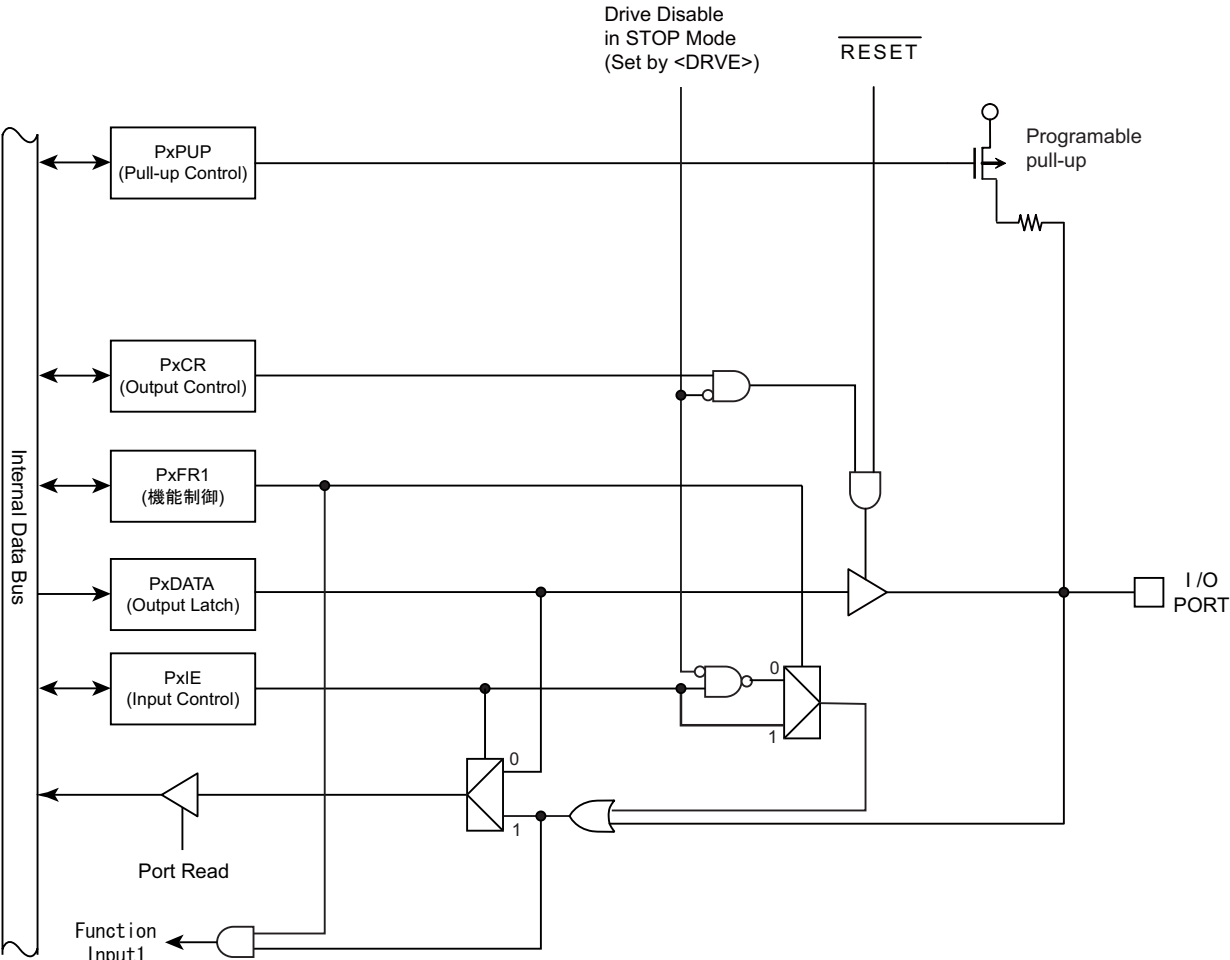 Drive Disable
in STOP Mode
(Set by <DRVE>)
RESET
PxPUP
(Pull-up Control)
Programable
pull-up
PxCR
(Output Control)
PxFR1
(機能制御)
Internal Data Bus
PxDATA
(Output Latch)
I /O
PORT
PxIE
(Input Control)
0
1
0
1
Port Read
Function
Input1